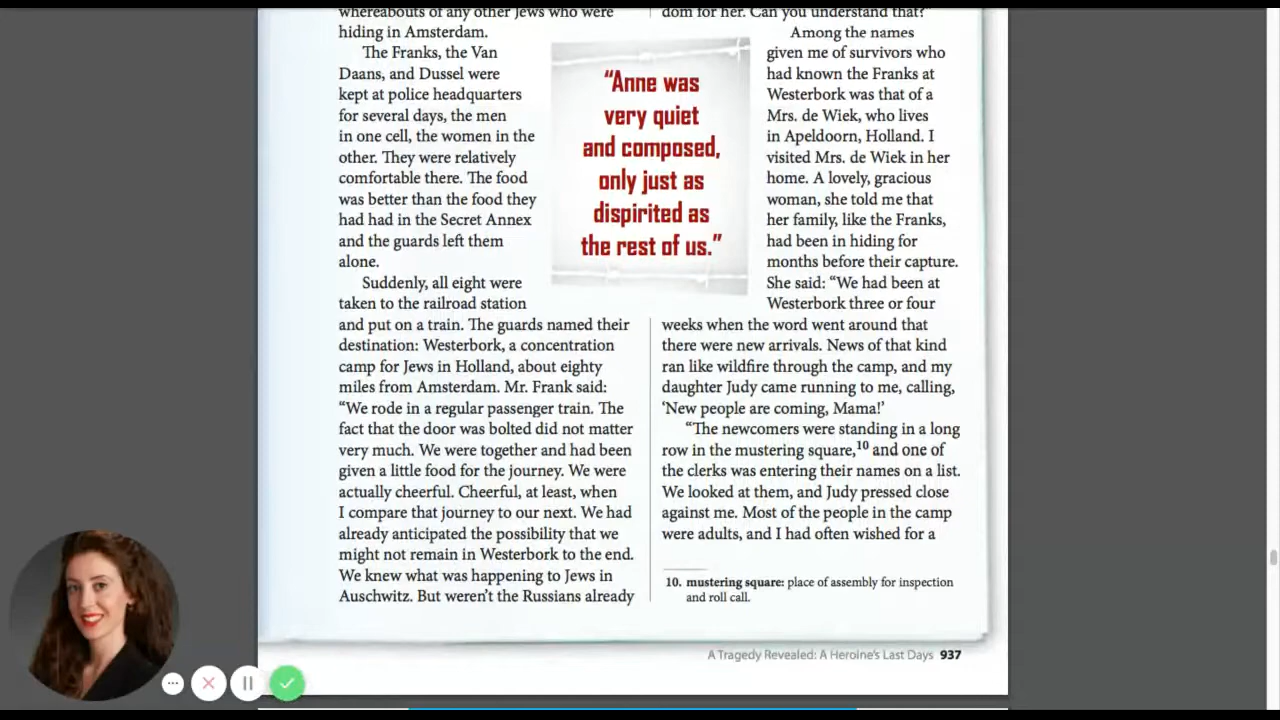 whereabouts of any other Jews who were
hiding in Amsterdam.
The Franks, the Van
Daans, and Dussel were
kept at police headquarters
for several days, the men
in one cell, the women in the
other. They were relatively
comfortable there. The food
was better than the food they
had had in the Secret Annex
and the guards left them
alone.
Suddenly, all eight were
taken to the railroad station
and put on a train. The guards named their
destination: Westerbork, a concentration
camp for Jews in Holland, about eighty
miles from Amsterdam. Mr. Frank said:
“We rode in a regular passenger train. The
fact that the door was bolted did not matter
very much. We were together and had been
given a little food for the journey. We were
actually cheerful. Cheerful, at least, when
I compare that journey to our next. We had
already anticipated the possibility that we
might not remain in Westerbork to the end.
We knew what was happening to Jews in
Auschwitz. But weren’t the Russians already
“Anne was
very quiet
and composed,
only just as
dispirited as
the rest of us.”
dom for her. Can you understand that?”
Among the names
given me of survivors who
had known the Franks at
Westerbork was that of a
Mrs. de Wiek, who lives
in Apeldoorn, Holland. I
visited Mrs. de Wiek in her
home. A lovely, gracious
woman, she told me that
her family, like the Franks,
had been in hiding for
months before their capture.
She said: “We had been at
Westerbork three or four
weeks when the word went around that
there were new arrivals. News of that kind
ran like wildfire through the camp, and my
daughter Judy came running to me, calling,
‘New people are coming, Mama!’
“The newcomers were standing in a long
row in the mustering square,10 and one of
the clerks was entering their names on a list.
We looked at them, and Judy pressed close
against me. Most of the people in the camp
were adults, and I had often wished for a
10. mustering square: place of assembly for inspection
and roll call.
A Tragedy Revealed: A Heroine’s Last Days 937